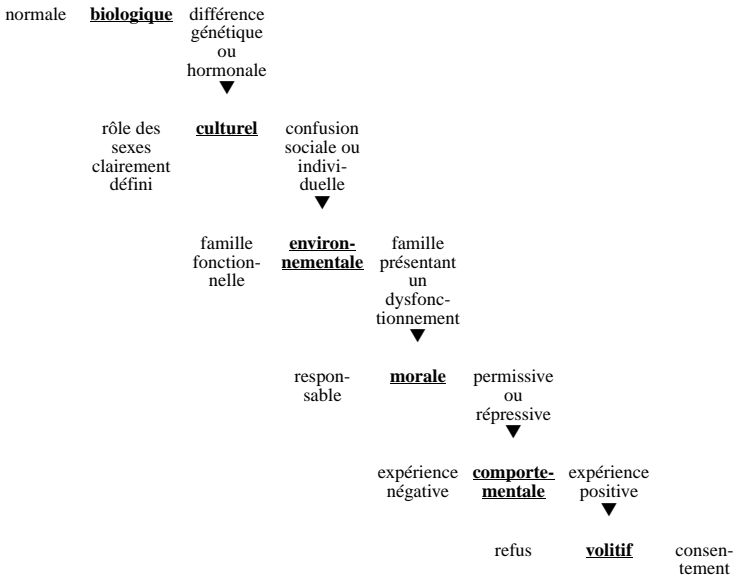 normale biologique différence
génétique
ou
hormonale
▼
rôle des culturel confusion
sexes sociale ou
clairement indivi-
défini duelle
▼
famille environ- famille
fonction- nementale présentant
nelle un
dysfonc-
tionnement
▼
respon- morale permissive
sable ou
répressive
▼
expérience comporte- expérience
négative mentale positive
▼
refus volitif consen-
tement